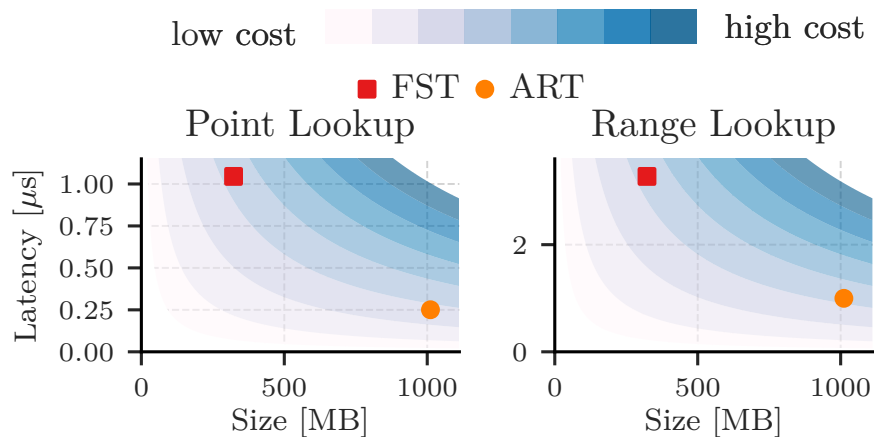 low cost high cost
FST ART
Point Lookup Range Lookup
Latency [μs]
1.00
0.75
0.50
0.25
0.00
0 500 1000
Size [MB]
2
0
0 500 1000
Size [MB]